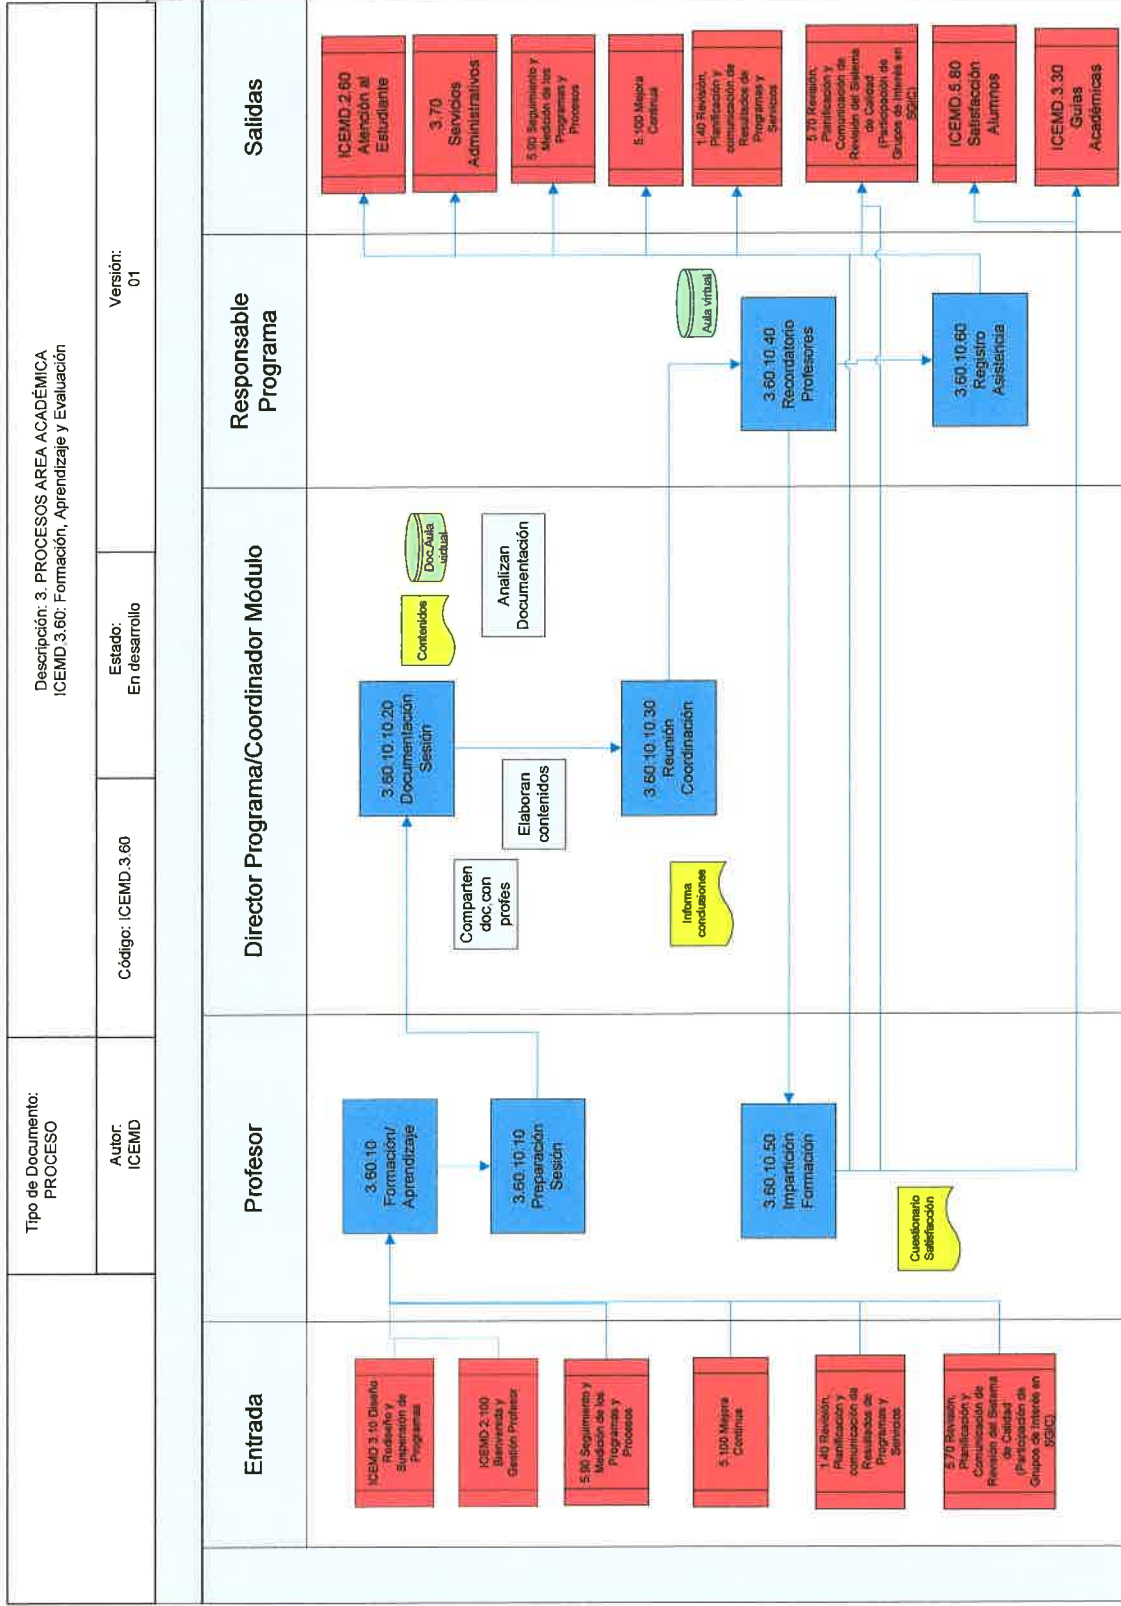 Tipo de Documento:
PROCESO
Descripción: 3. PROCESOS AREA ACADÉMICA
ICEMD.3.60: Formación, Aprendizaje y Evaluación
Autor:
ICEMD
Código: ICEMD.3.60
Estado:
En desarrollo
Versión:
01
Entrada
Profesor
Director Programa/Coordinador Módulo
Responsable
Programa
Salidas
ICEMD 3.10 Diseño
Rediseño y
Suspensión de
Programas
ICEMD 2.100
Bienvenida y
Gestión Profesor
5.90 Seguimiento y
Medición de los
Programas y
Procesos
5.100 Mejora
Continua
1.40 Revisión,
Planificación y
comunicación de
Resultados de
Programas y
Servicios
5.70 Revisión,
Planificación y
Comunicación de
Revisión del Sistema
de Calidad
(Participación de
Grupos de Interés en
SGIC)
3.60.10
Formación/
Aprendizaje
3.60.10.10
Preparación
Sesión
3.60.10.50
Impartición
Formación
Cuestionario
Satisfacción
3.60.10.10.20
Documentación
Sesión
Contenidos
Doc.Aula
virtual
Comparten
doc.con
profes
Elaboran
contenidos
Analizan
Documentación
3.60.10.10.30
Reunión
Coordinación
Informa
conclusiones
Aula virtual
3.60.10.40
Recordatorio
Profesores
3.60.10.60
Registro
Asistencia
ICEMD.2.60
Atención al
Estudiante
3.70
Servicios
Administrativos
5.90 Seguimiento y
Medición de los
Programas y
Procesos
5.100 Mejora
Continua
1.40 Revisión,
Planificación y
comunicación de
Resultados de
Programas y
Servicios
5.70 Revisión,
Planificación y
Comunicación de
Revisión del Sistema
de Calidad
(Participación de
Grupos de Interés en
SGIC)
ICEMD 5.80
Satisfacción
Alumnos
ICEMD 3.30
Guías
Académicas